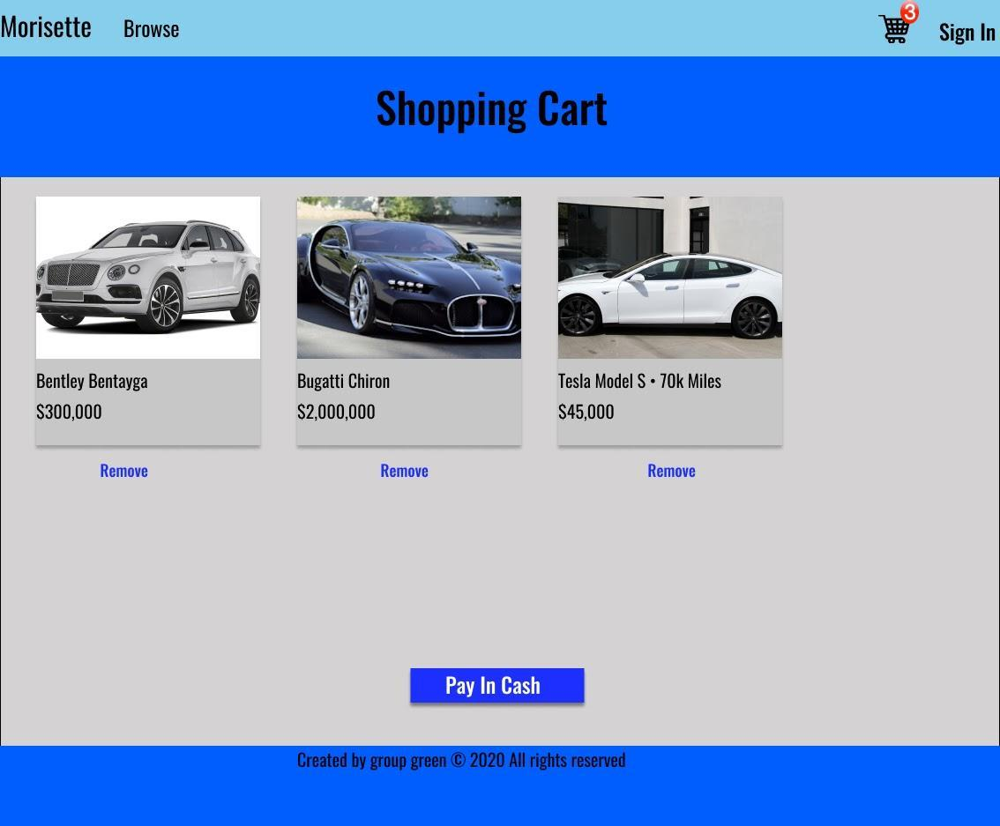 Morisette
Browse
3
Sign In
Shopping Cart
Bentley Bentayga
$300,000
Remove
Bugatti Chiron
$2,000,000
Remove
Tesla Model S • 70k Miles
$45,000
Remove
Pay In Cash
Created by group green © 2020 All rights reserved